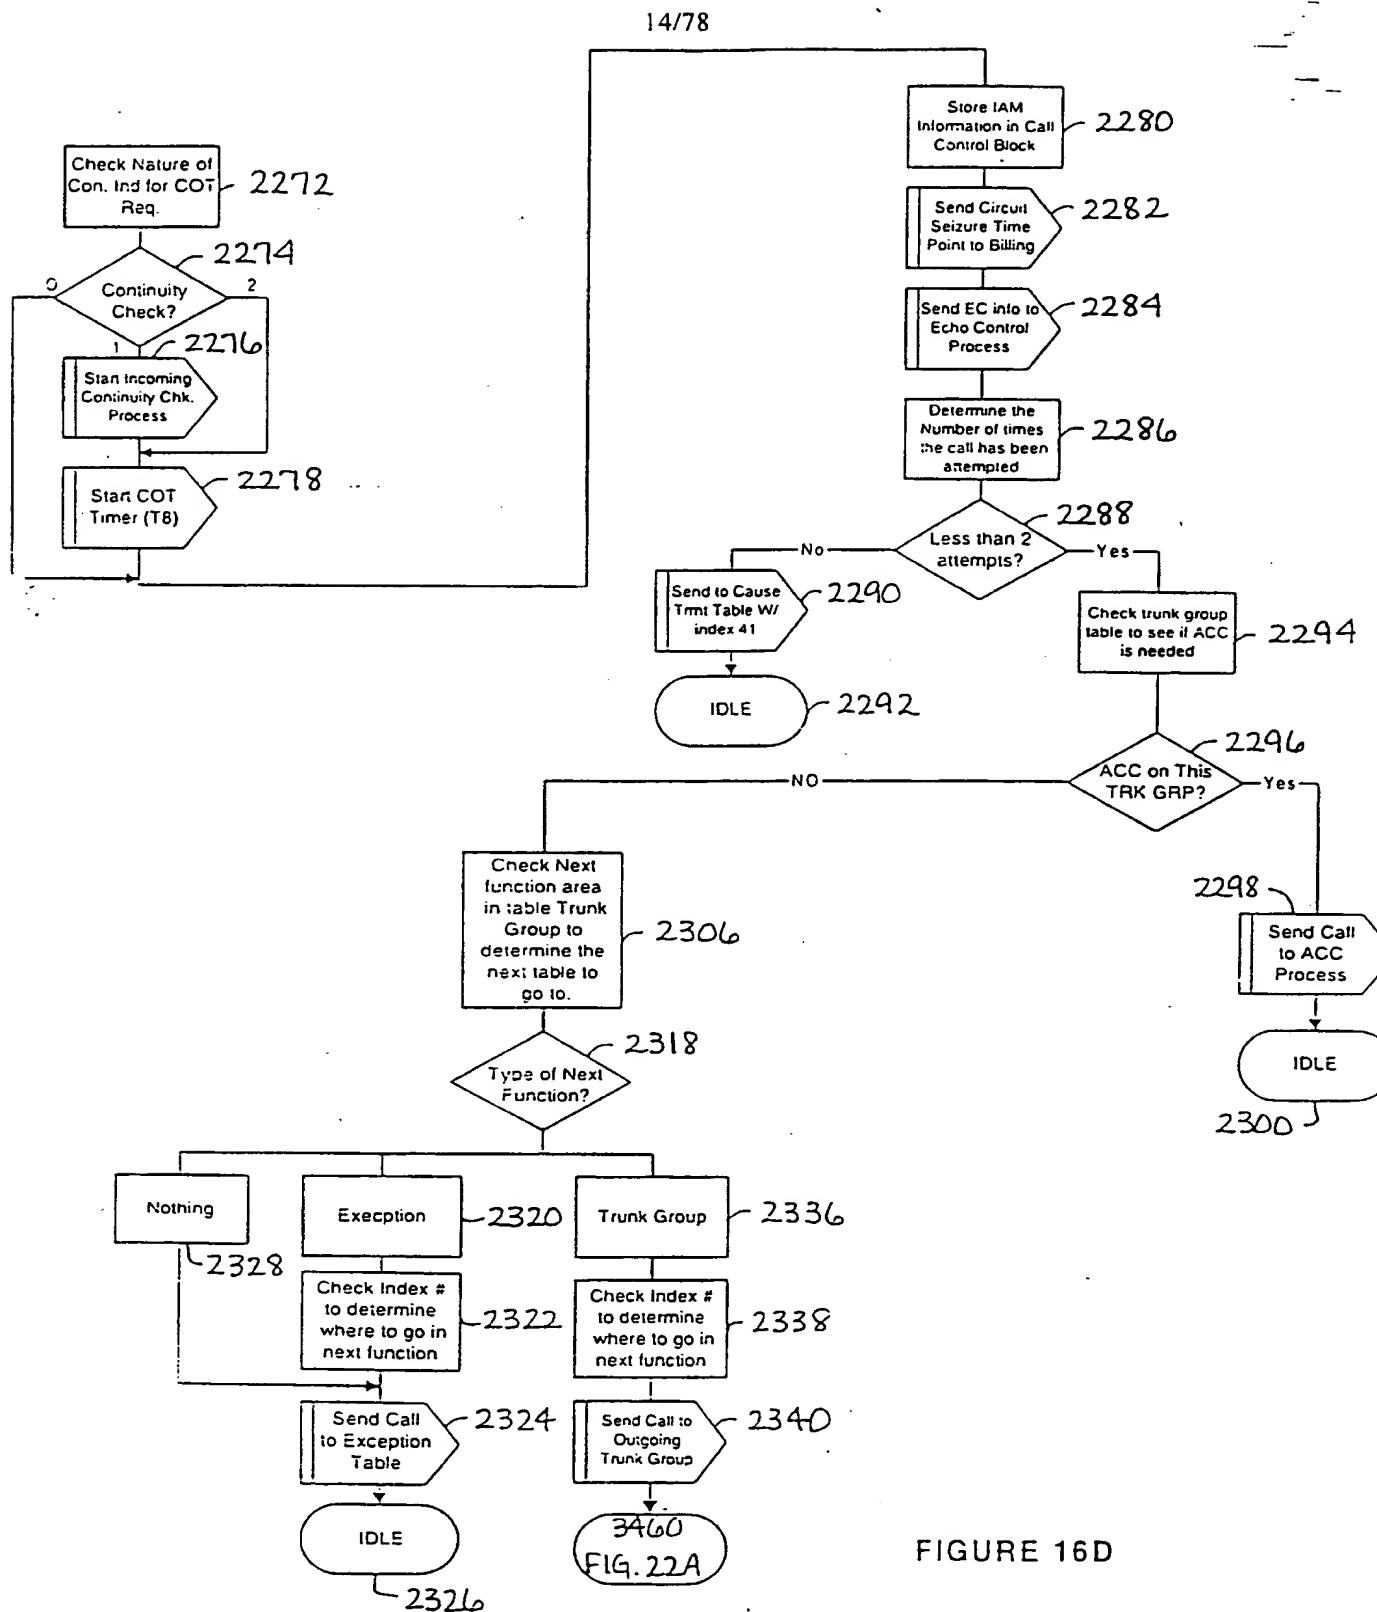 14/78
Check Nature of
Con. Ind for COT
Req.
2272
2274
0
Continuity
Check?
2
1
2276
Start Incoming
Continuity Chk.
Process
2278
Start COT
Timer (T8)
Store IAM
Information in Call
Control Block
2280
Send Circuit
Seizure Time
Point to Billing
2282
Send EC info to
Echo Control
Process
2284
Determine the
Number of times
the call has been
attempted
2286
2288
Less than 2
attempts?
No
Yes
Send to Cause
Trmt Table W/
index 41
2290
IDLE
2292
Check trunk group
table to see if ACC
is needed
2294
2296
ACC on This
TRK GRP?
NO
Yes
2298
Send Call
to ACC
Process
IDLE
2300
Check Next
function area
in table Trunk
Group to
determine the
next table to
go to.
2306
2318
Type of Next
Function?
Nothing
2328
Execption
2320
Trunk Group
2336
Check Index #
to determine
where to go in
next function
2322
Check Index #
to determine
where to go in
next function
2338
Send Call
to Exception
Table
2324
Send Call to
Outgoing
Trunk Group
2340
IDLE
2326
3460
FIG. 22A
FIGURE 16D